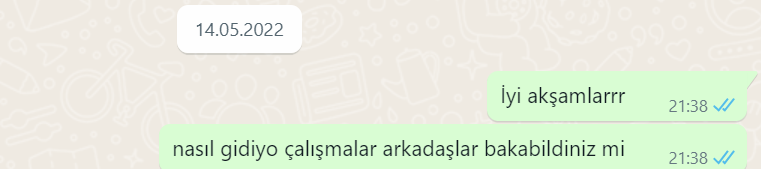 14.05.2022
İyi akşamlarrr
21:38
nasıl gidiyo çalışmalar arkadaşlar bakabildiniz mi
21:38